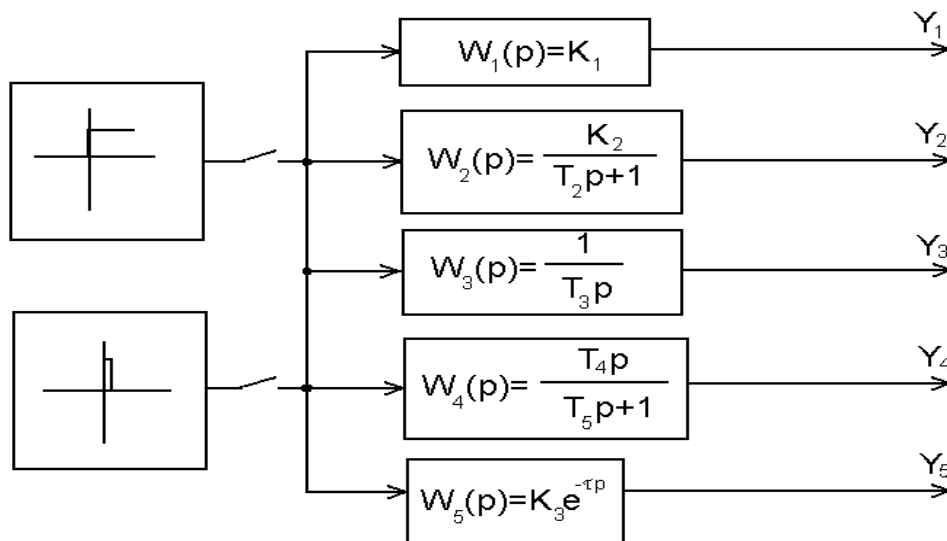 Y₁
W₁(p)=K₁
Y₂
W₂(p)= K₂ / T₂p+1
Y₃
W₃(p)= 1 / T₃p
Y₄
W₄(p)= T₄p / T₅p+1
Y₅
W₅(p)=K₃e^-τp